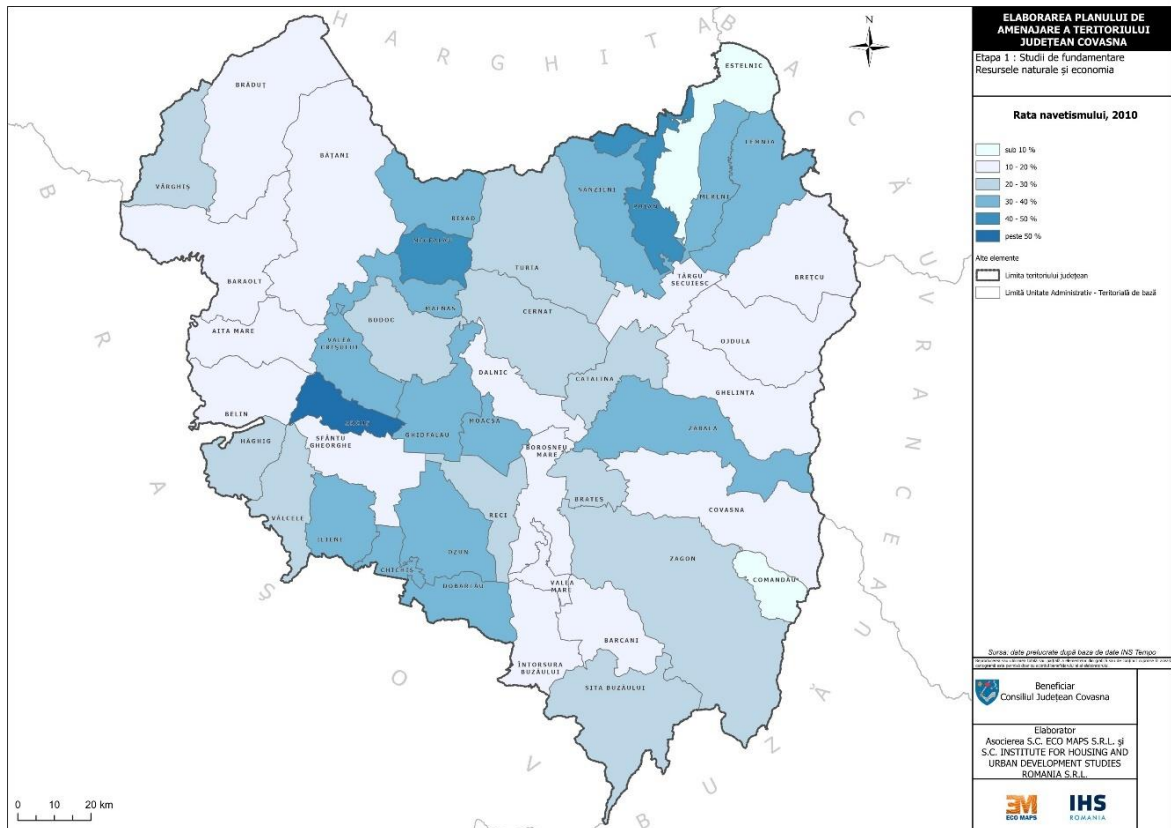 HARGHITA
BACĂU
VRANCEA
BUZĂU
BRAȘOV
N
ESTELNIC
BRĂDUȚ
LEMNIA
BĂȚANI
VÂRGHIȘ
SÂNZIENI
MERENI
BIXAD
MICFALĂU
TURIA
TÂRGU
SECUIESC
BREȚCU
BARAOLT
MALNAȘ
CERNAT
BODOC
AITA MARE
VALEA
CRIȘULUI
OJDULA
DALNIC
CATALINA
GHELINȚA
BELIN
ARCUȘ
MOACȘA
GHIDFALĂU
ZĂBALA
SFÂNTU
GHEORGHE
HĂGHIG
BOROȘNEU
MARE
BRATEȘ
RECI
COVASNA
VÂLCELE
ILIENI
OZUN
ZAGON
CHICHIȘ
COMANDĂU
DOBÂRLĂU
VALEA
MARE
BARCANI
ÎNTORSURA
BUZĂULUI
SITA BUZĂULUI
0 10 20 km
ELABORAREA PLANULUI DE
AMENAJARE A TERITORIULUI
JUDEȚEAN COVASNA
Etapa 1 : Studii de fundamentare
Resursele naturale și economia
Rata navetismului, 2010
sub 10 %
10 - 20 %
20 - 30 %
30 - 40 %
40 - 50 %
peste 50 %
Alte elemente
Limita teritoriului județean
Limită Unitate Administrativ - Teritorială de bază
Sursa: date prelucrate după baza de date INS Tempo
Beneficiar
Consiliul Județean Covasna
Elaborator
Asocierea S.C. ECO MAPS S.R.L. și
S.C. INSTITUTE FOR HOUSING AND
URBAN DEVELOPMENT STUDIES
ROMANIA S.R.L.
ECO MAPS
IHS
ROMANIA